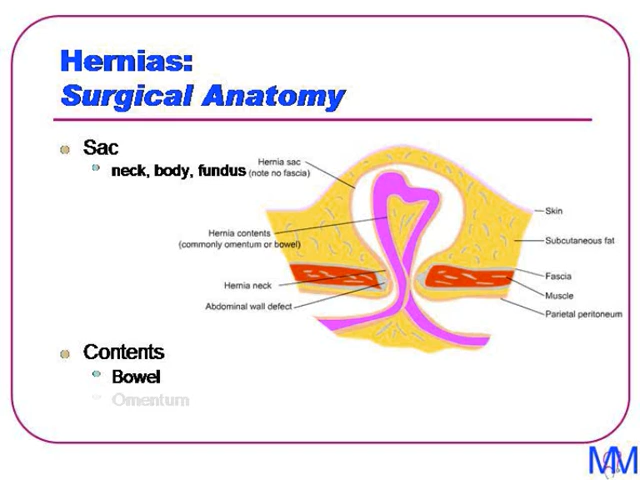 Hernias:
Surgical Anatomy
Sac
neck, body, fundus
Hernia sac
(note no fascia)
Hernia contents
(commonly omentum or bowel)
Hernia neck
Abdominal wall defect
Skin
Subcutaneous fat
Fascia
Muscle
Parietal peritoneum
Contents
Bowel
Omentum
MM